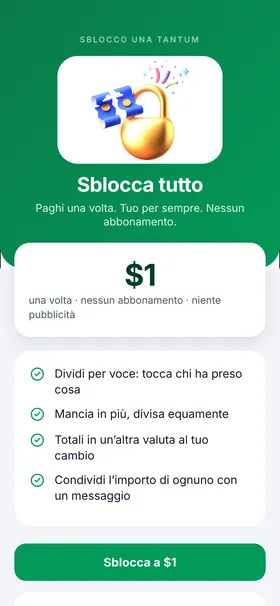 SBLOCCO UNA TANTUM
Sblocca tutto
Paghi una volta. Tuo per sempre. Nessun
abbonamento.
$1
una volta · nessun abbonamento · niente
pubblicità
Dividi per voce: tocca chi ha preso
cosa
Mancia in più, divisa equamente
Totali in un’altra valuta al tuo
cambio
Condividi l’importo di ognuno con
un messaggio
Sblocca a $1